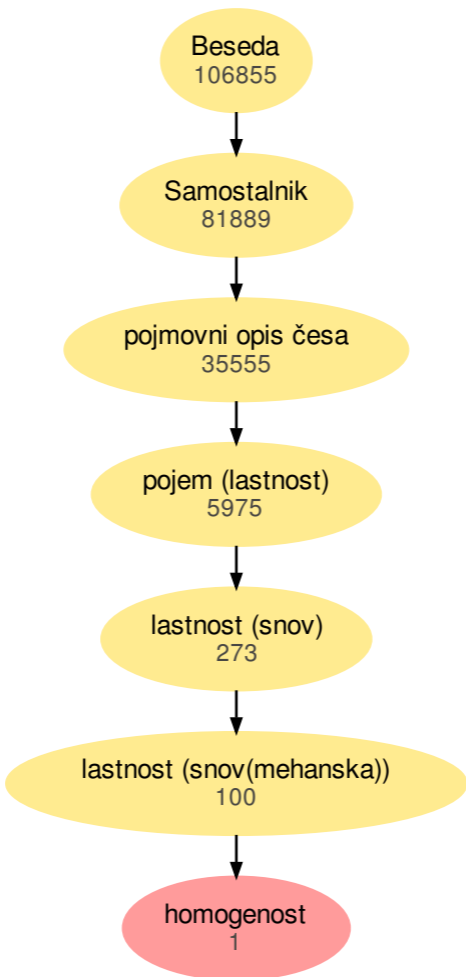 Beseda
106855
Samostalnik
81889
pojmovni opis česa
35555
pojem (lastnost)
5975
lastnost (snov)
273
lastnost (snov(mehanska))
100
homogenost
1